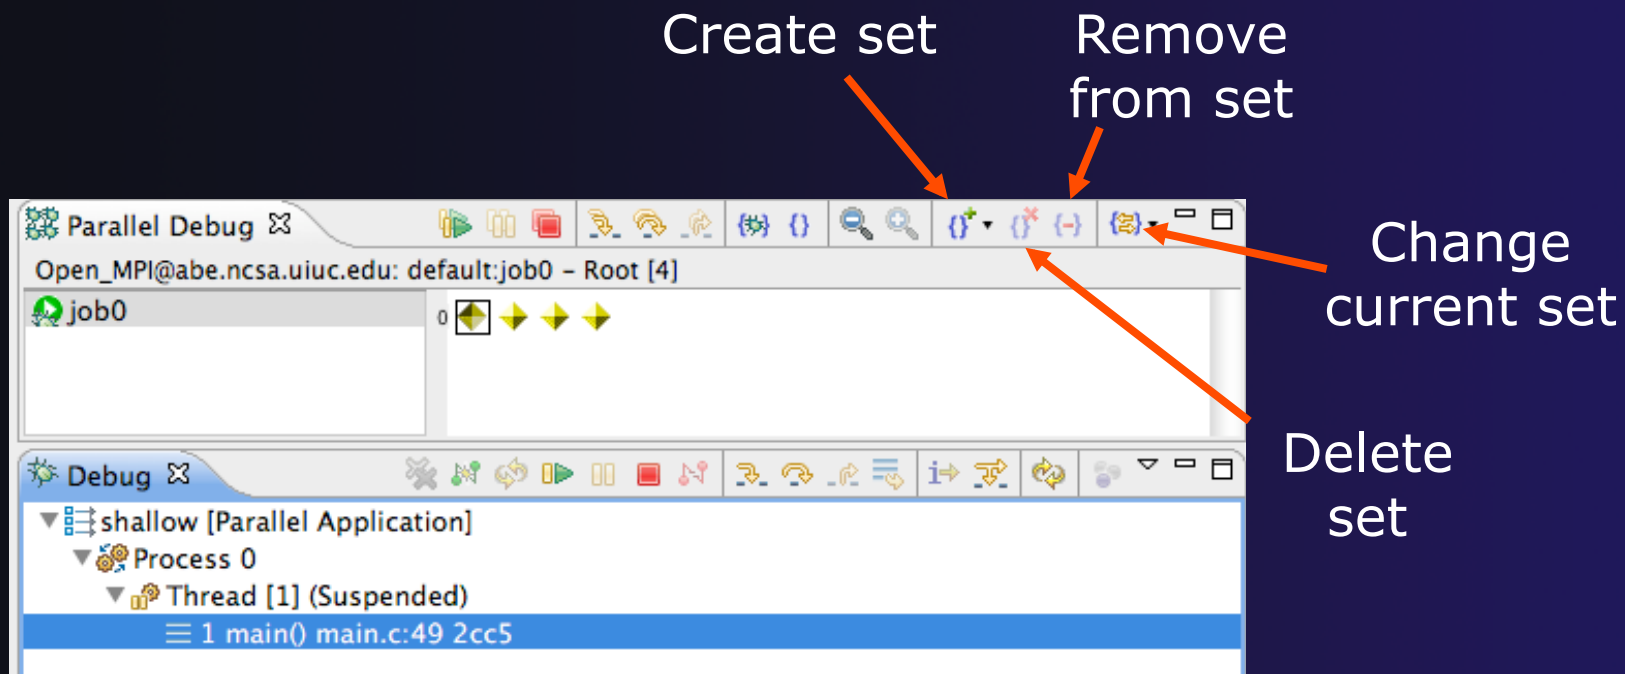 Create set
Remove
from set
Parallel Debug
Open_MPI@abe.ncsa.uiuc.edu: default:job0 – Root [4]
job0
0
Change
current set
Delete
set
Debug
shallow [Parallel Application]
Process 0
Thread [1] (Suspended)
1 main() main.c:49 2cc5